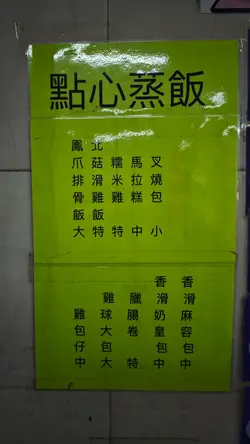 點心蒸飯
叉燒包小
馬拉糕中
糯米雞特
北菇滑雞飯特
鳳爪排骨飯大
香滑麻容包中
香滑奶皇包中
臘腸卷特
雞球大包大
雞包仔中